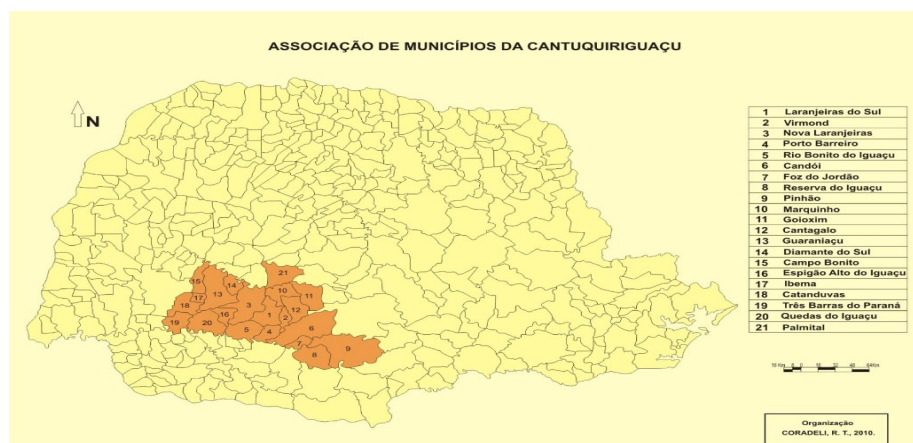 ASSOCIAÇÃO DE MUNICÍPIOS DA CANTUQUIRIGUAÇU
N
1 Laranjeiras do Sul
2 Virmond
3 Nova Laranjeiras
4 Porto Barreiro
5 Rio Bonito do Iguaçu
6 Candói
7 Foz do Jordão
8 Reserva do Iguaçu
9 Pinhão
10 Marquinho
11 Goioxim
12 Cantagalo
13 Guaraniaçu
14 Diamante do Sul
15 Campo Bonito
16 Espigão Alto do Iguaçu
17 Ibema
18 Catanduvas
19 Três Barras do Paraná
20 Quedas do Iguaçu
21 Palmital
21
15
14
13
10
17
11
18
3
12
16
1
2
19
20
5
4
6
7
8
9
Organização
CORADELI, R. T., 2010.